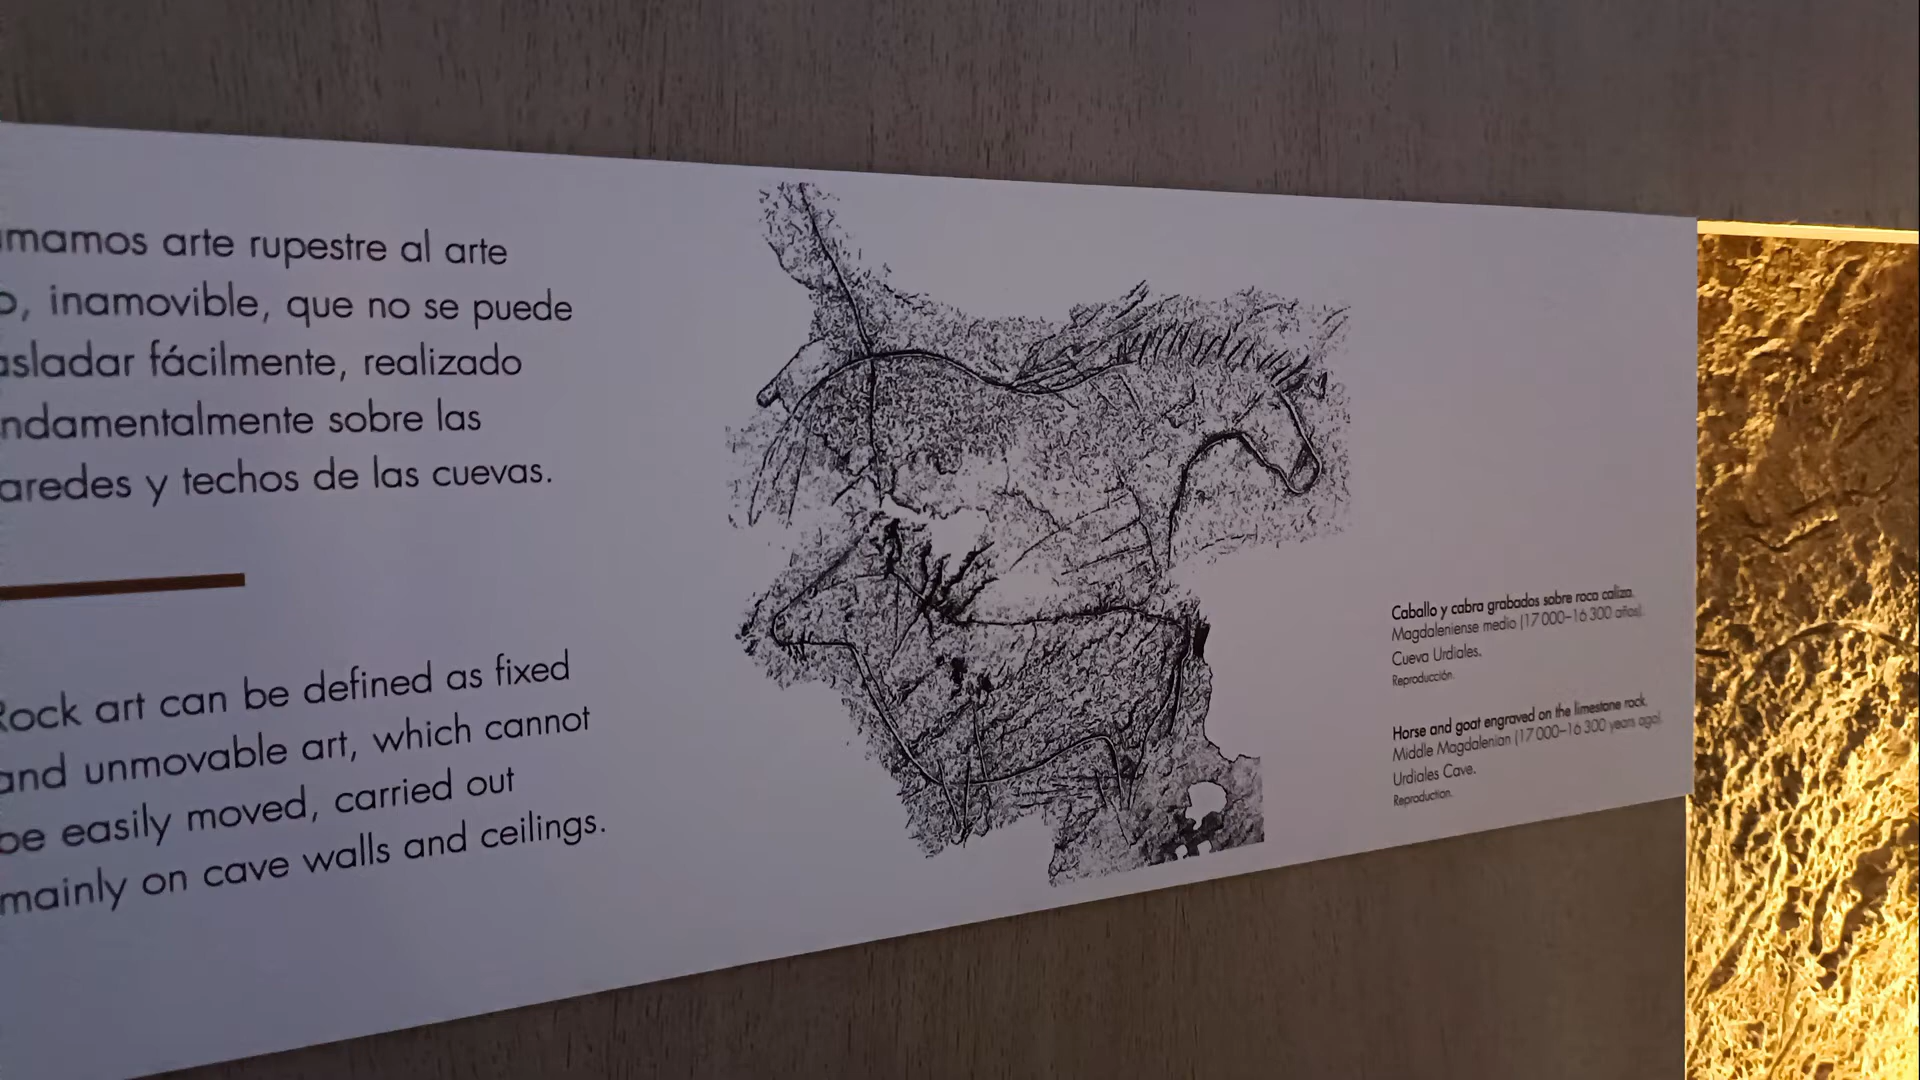 mamos arte rupestre al arte
o, inamovible, que no se puede
asladar fácilmente, realizado
ndamentalmente sobre las
aredes y techos de las cuevas.
Rock art can be defined as fixed
and unmovable art, which cannot
be easily moved, carried out
mainly on cave walls and ceilings.
Caballo y cabra grabados sobre roca caliza.
Magdaleniense medio (17 000–16 300 años).
Cueva Urdiales.
Reproducción.
Horse and goat engraved on the limestone rock.
Middle Magdalenian (17 000–16 300 years ago).
Urdiales Cave.
Reproduction.